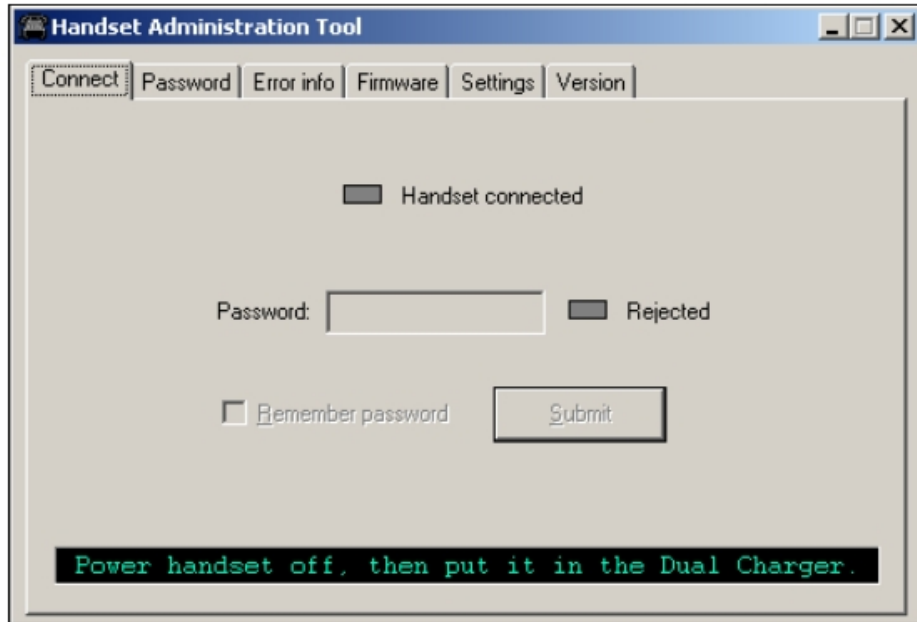 Handset Administration Tool
Connect Password Error info Firmware Settings Version
Handset connected
Password: Rejected
Remember password Submit
Power handset off, then put it in the Dual Charger.